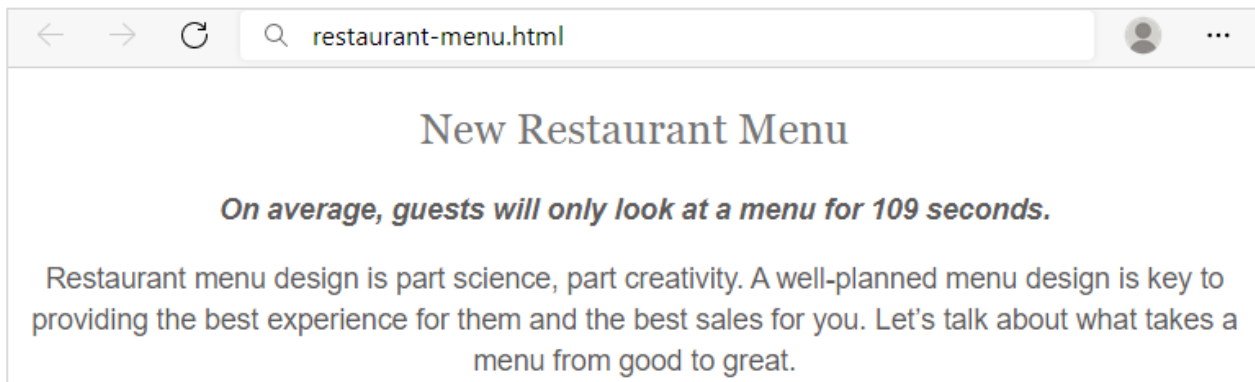 restaurant-menu.html
New Restaurant Menu
On average, guests will only look at a menu for 109 seconds.
Restaurant menu design is part science, part creativity. A well-planned menu design is key to
providing the best experience for them and the best sales for you. Let’s talk about what takes a
menu from good to great.